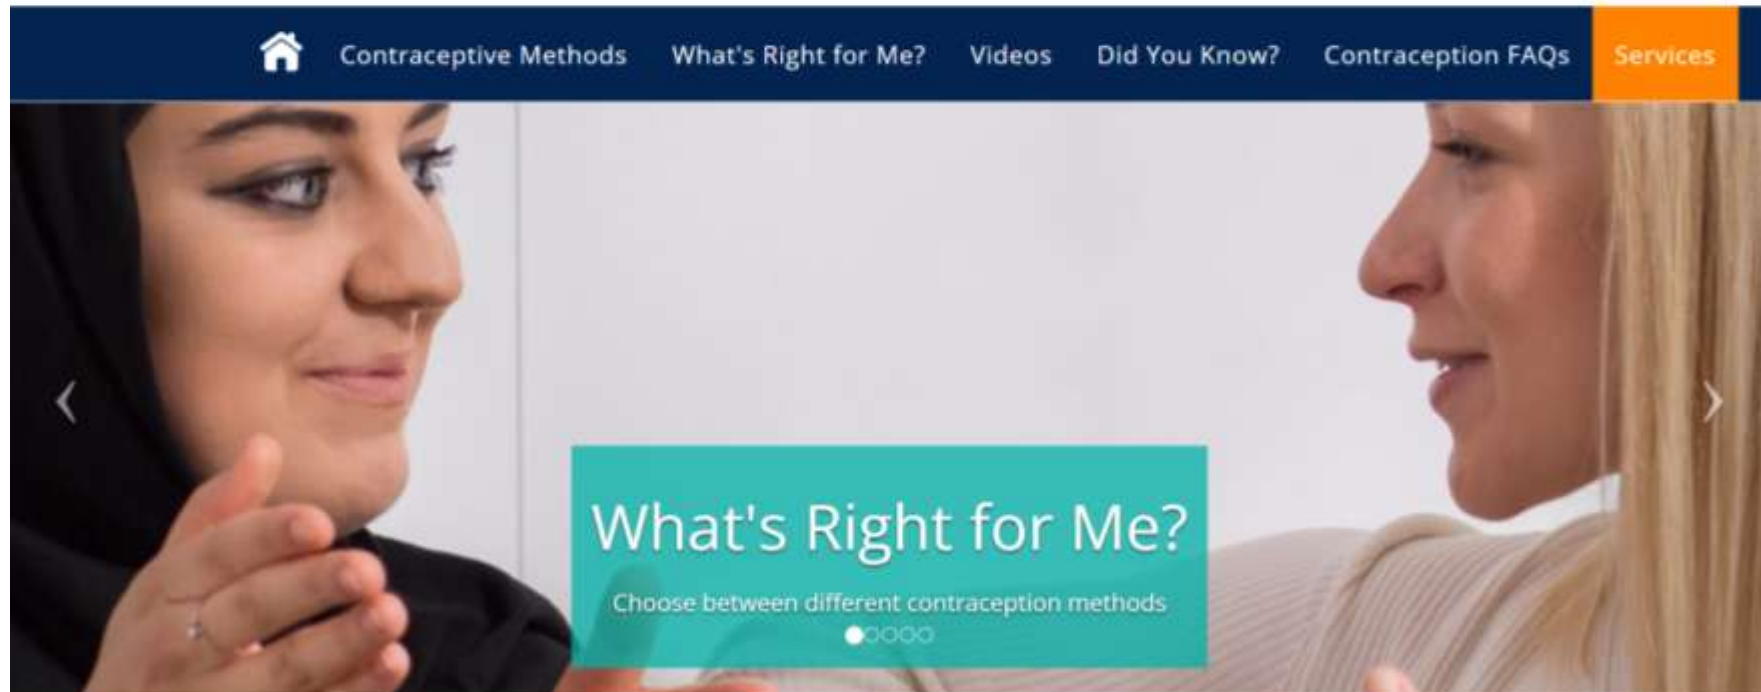 Contraceptive Methods What's Right for Me? Videos Did You Know? Contraception FAQs Services
What's Right for Me?
Choose between different contraception methods